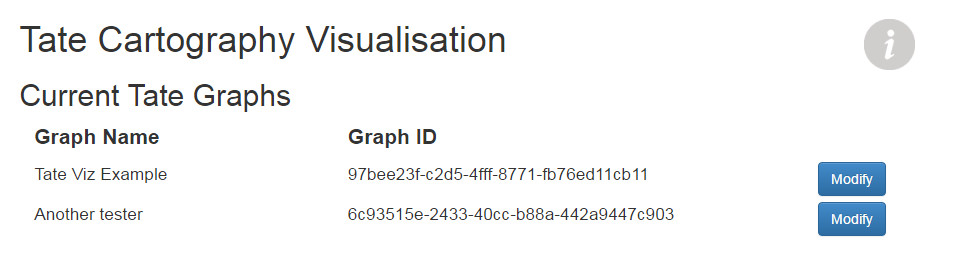 Tate Cartography Visualisation
i
Current Tate Graphs
Graph Name Graph ID
Tate Viz Example 97bee23f-c2d5-4fff-8771-fb76ed11cb11 Modify
Another tester 6c93515e-2433-40cc-b88a-442a9447c903 Modify